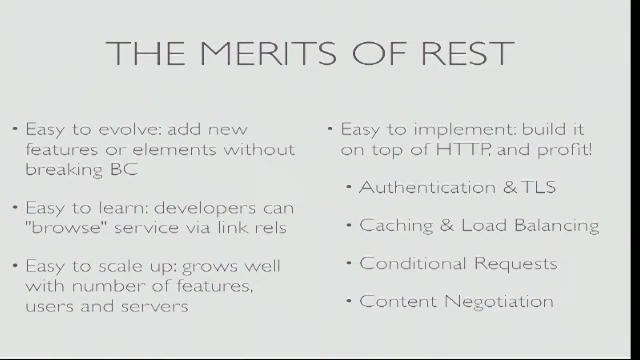 THE MERITS OF REST
• Easy to evolve: add new
features or elements without
breaking BC
• Easy to learn: developers can
"browse" service via link rels
• Easy to scale up: grows well
with number of features,
users and servers
• Easy to implement: build it
on top of HTTP, and profit!
• Authentication & TLS
• Caching & Load Balancing
• Conditional Requests
• Content Negotiation